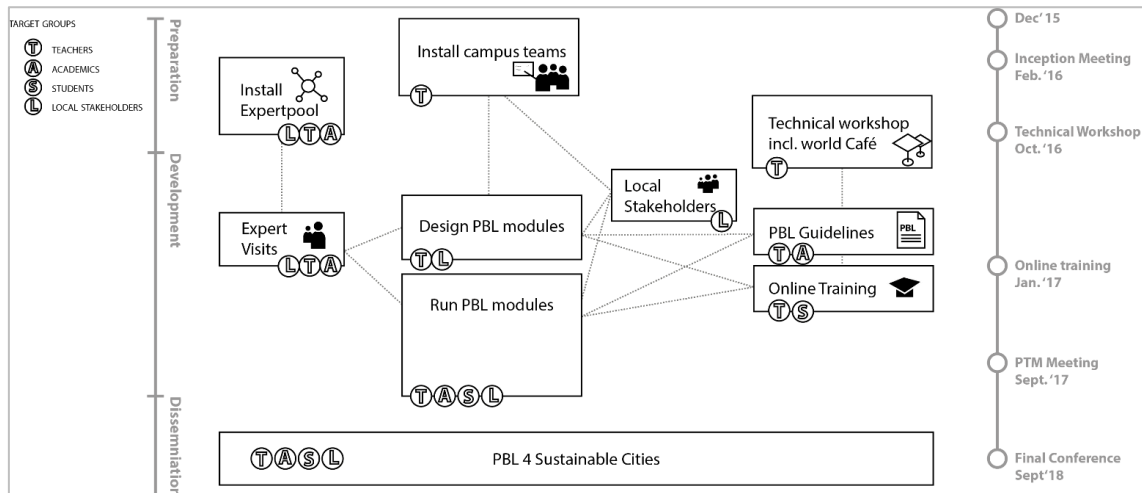 TARGET GROUPS
T TEACHERS
A ACADEMICS
S STUDENTS
L LOCAL STAKEHOLDERS
Preparation
Development
Dissemniation
Install
Expertpool
L T A
Install campus teams
T
Technical workshop
incl. world Café
T
Local
Stakeholders
L
Expert
Visits
L T A
Design PBL modules
T L
PBL Guidelines
PBL
T A
Run PBL modules
T A S L
Online Training
T S
T A S L
PBL 4 Sustainable Cities
Dec' 15
Inception Meeting
Feb. ‘16
Technical Workshop
Oct. ‘16
Online training
Jan. ‘17
PTM Meeting
Sept. ‘17
Final Conference
Sept‘18